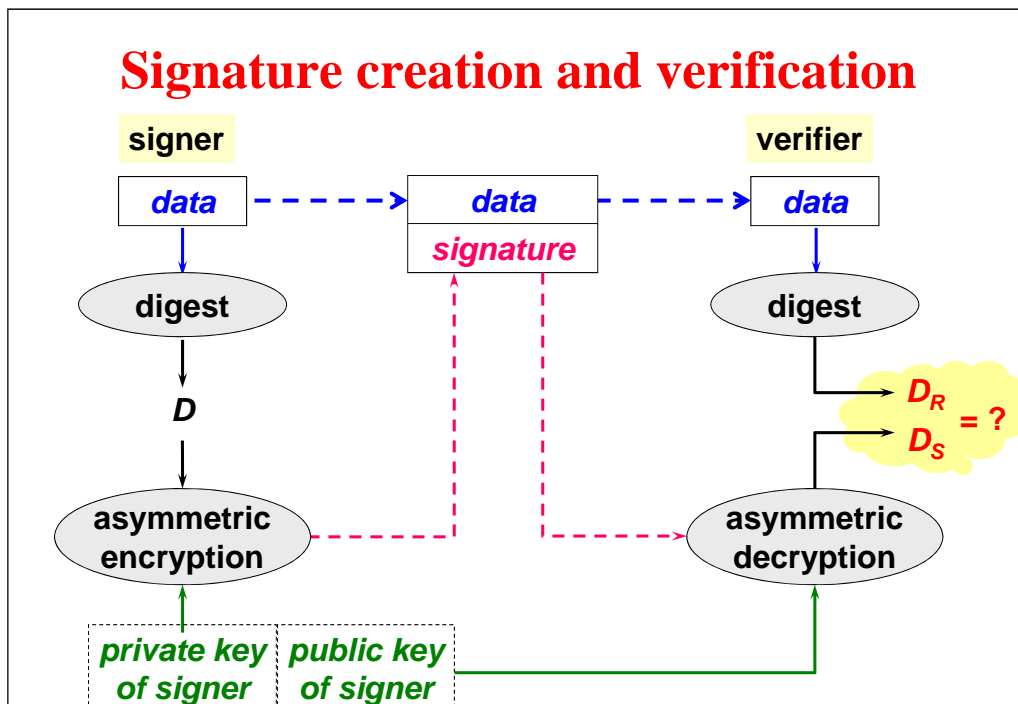 Signature creation and verification
signer
verifier
data
data
data
signature
digest
digest
D
D_R
D_S
= ?
asymmetric
encryption
asymmetric
decryption
private key
of signer
public key
of signer